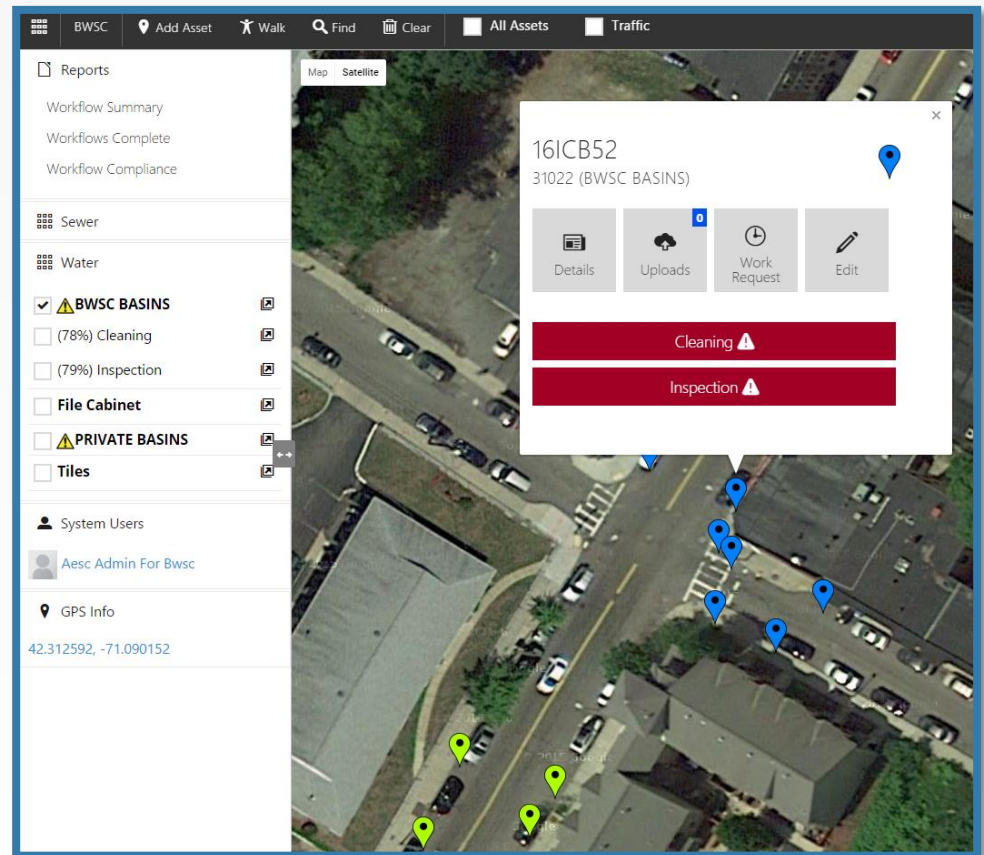 BWSC Add Asset Walk Find Clear All Assets Traffic
Reports
Workflow Summary
Workflows Complete
Workflow Compliance
Sewer
Water
BWSC BASINS
(78%) Cleaning
(79%) Inspection
File Cabinet
PRIVATE BASINS
Tiles
System Users
Aesc Admin For Bwsc
GPS Info
42.312592, -71.090152
Map Satellite
16ICB52
31022 (BWSC BASINS)
0
Details Uploads Work Request Edit
Cleaning
Inspection